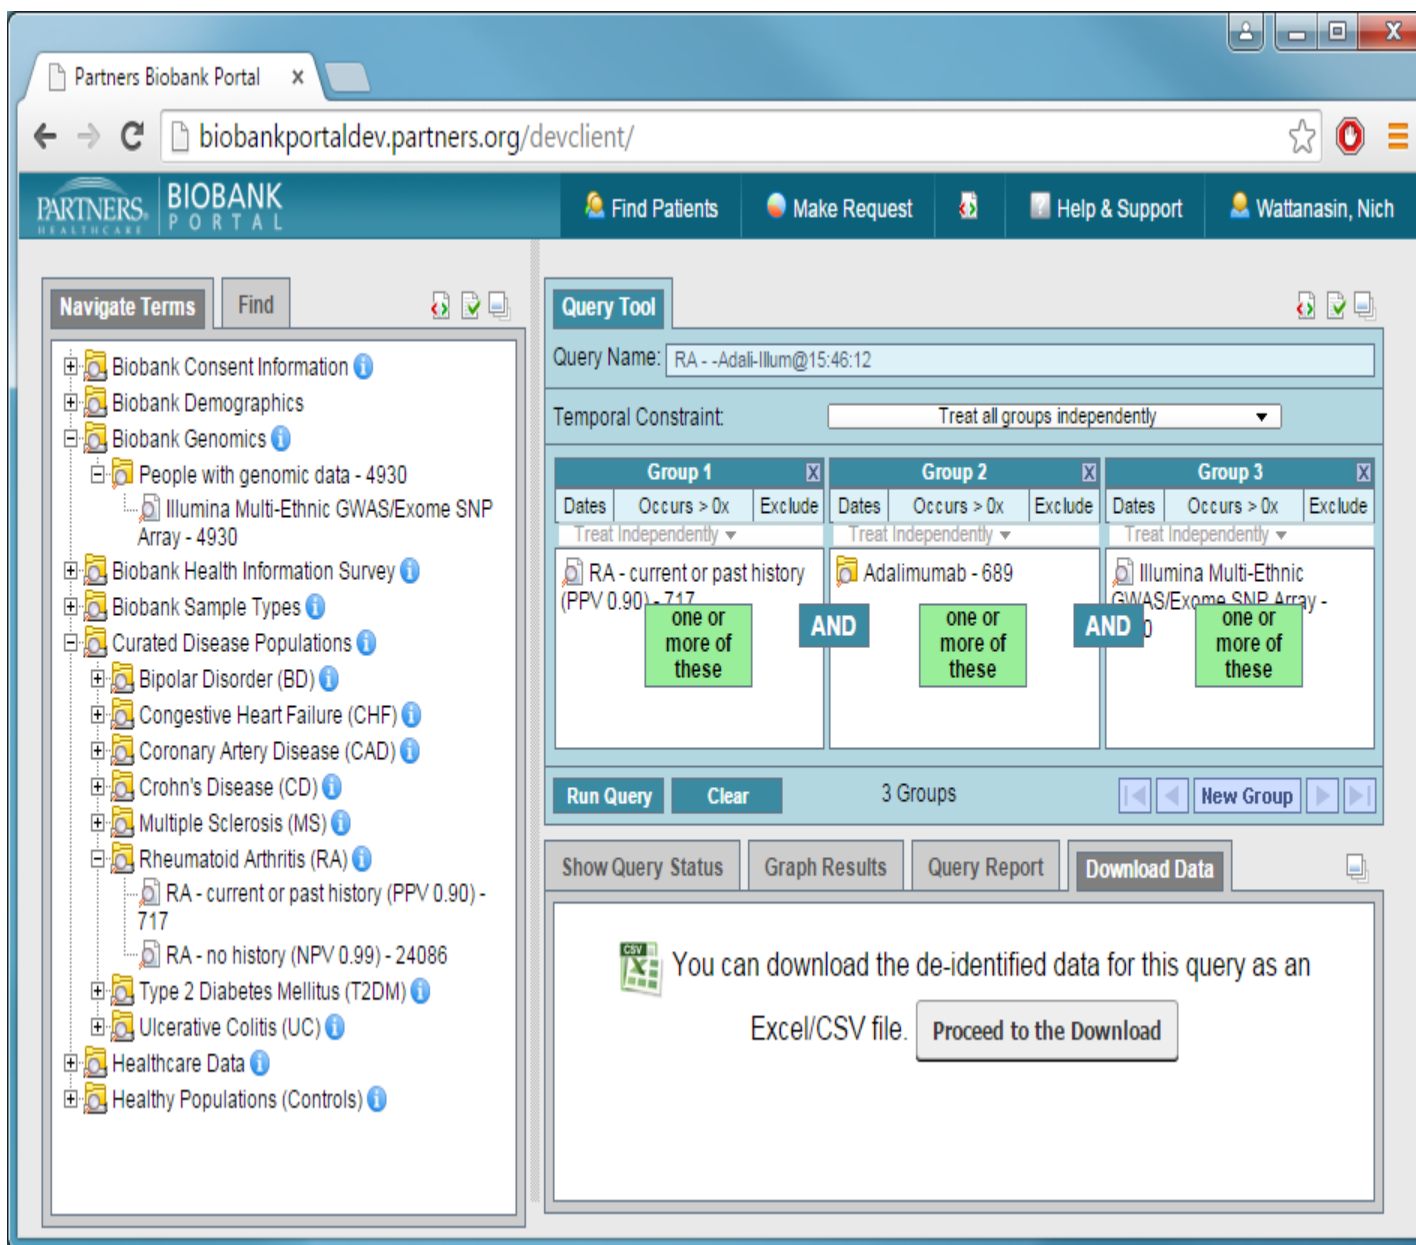 Partners Biobank Portal
biobankportaldev.partners.org/devclient/
PARTNERS.
HEALTHCARE
BIOBANK
PORTAL
Find Patients
Make Request
Help & Support
Wattanasin, Nich
Navigate Terms
Find
Biobank Consent Information
Biobank Demographics
Biobank Genomics
People with genomic data - 4930
Illumina Multi-Ethnic GWAS/Exome SNP
Array - 4930
Biobank Health Information Survey
Biobank Sample Types
Curated Disease Populations
Bipolar Disorder (BD)
Congestive Heart Failure (CHF)
Coronary Artery Disease (CAD)
Crohn's Disease (CD)
Multiple Sclerosis (MS)
Rheumatoid Arthritis (RA)
RA - current or past history (PPV 0.90) -
717
RA - no history (NPV 0.99) - 24086
Type 2 Diabetes Mellitus (T2DM)
Ulcerative Colitis (UC)
Healthcare Data
Healthy Populations (Controls)
Query Tool
Query Name: RA - -Adali-Illum@15:46:12
Temporal Constraint: Treat all groups independently
Group 1 X Group 2 X Group 3 X
Dates Occurs > 0x Exclude Dates Occurs > 0x Exclude Dates Occurs > 0x Exclude
Treat Independently Treat Independently Treat Independently
RA - current or past history
(PPV 0.90) - 717
one or
more of
these
AND
Adalimumab - 689
one or
more of
these
AND
Illumina Multi-Ethnic
GWAS/Exome SNP Array -
0
one or
more of
these
Run Query Clear 3 Groups New Group
Show Query Status Graph Results Query Report Download Data
CSV
You can download the de-identified data for this query as an
Excel/CSV file. Proceed to the Download